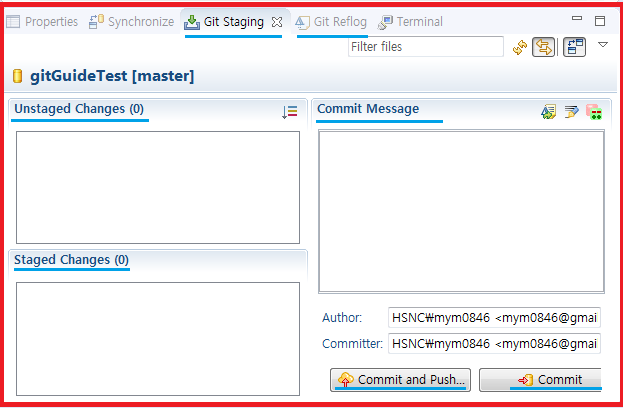 Properties Synchronize Git Staging Git Reflog Terminal
Filter files
gitGuideTest [master]
Unstaged Changes (0)
Commit Message
Staged Changes (0)
Author: HSNC₩mym0846 <mym0846@gmai
Committer: HSNC₩mym0846 <mym0846@gmai
Commit and Push... Commit